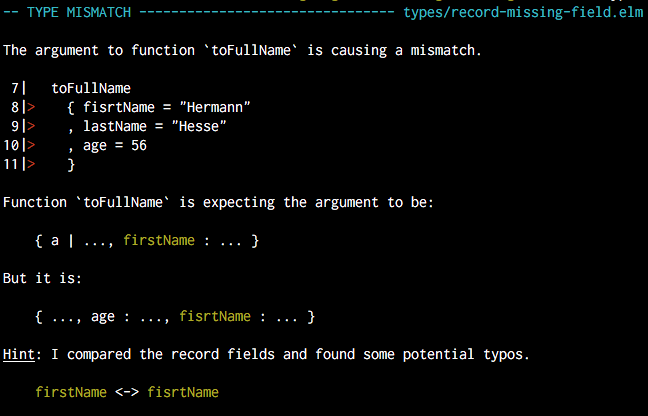 -- TYPE MISMATCH -------------------------------- types/record-missing-field.elm
The argument to function `toFullName` is causing a mismatch.
7|   toFullName
8|>    { fisrtName = "Hermann"
9|>    , lastName = "Hesse"
10|>    , age = 56
11|>    }
Function `toFullName` is expecting the argument to be:
{ a | ..., firstName : ... }
But it is:
{ ..., age : ..., fisrtName : ... }
Hint: I compared the record fields and found some potential typos.
firstName <-> fisrtName